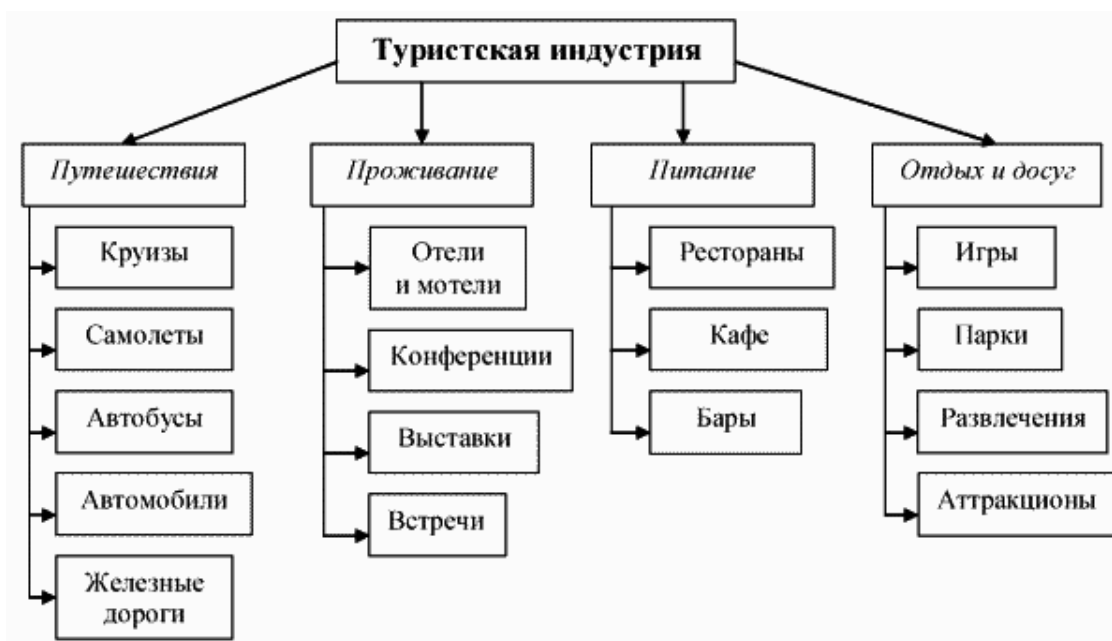 Туристская индустрия
Путешествия
Круизы
Самолеты
Автобусы
Автомобили
Железные
дороги
Проживание
Отели
и мотели
Конференции
Выставки
Встречи
Питание
Рестораны
Кафе
Бары
Отдых и досуг
Игры
Парки
Развлечения
Аттракционы